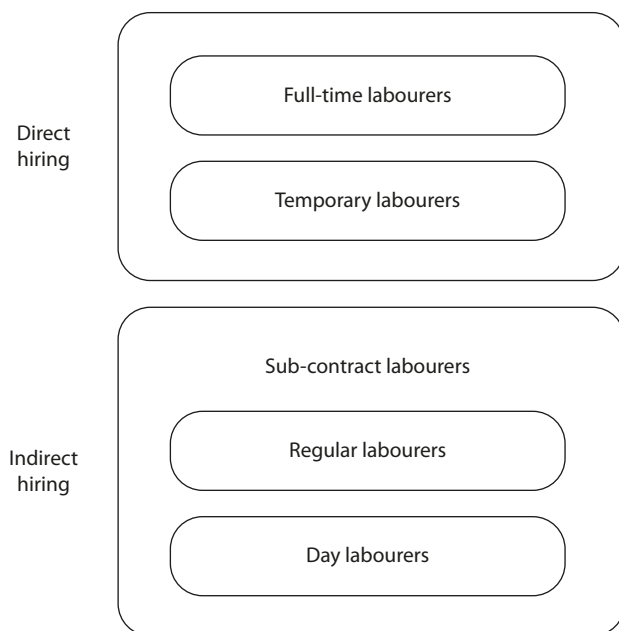 Direct
hiring
Full-time labourers
Temporary labourers
Indirect
hiring
Sub-contract labourers
Regular labourers
Day labourers